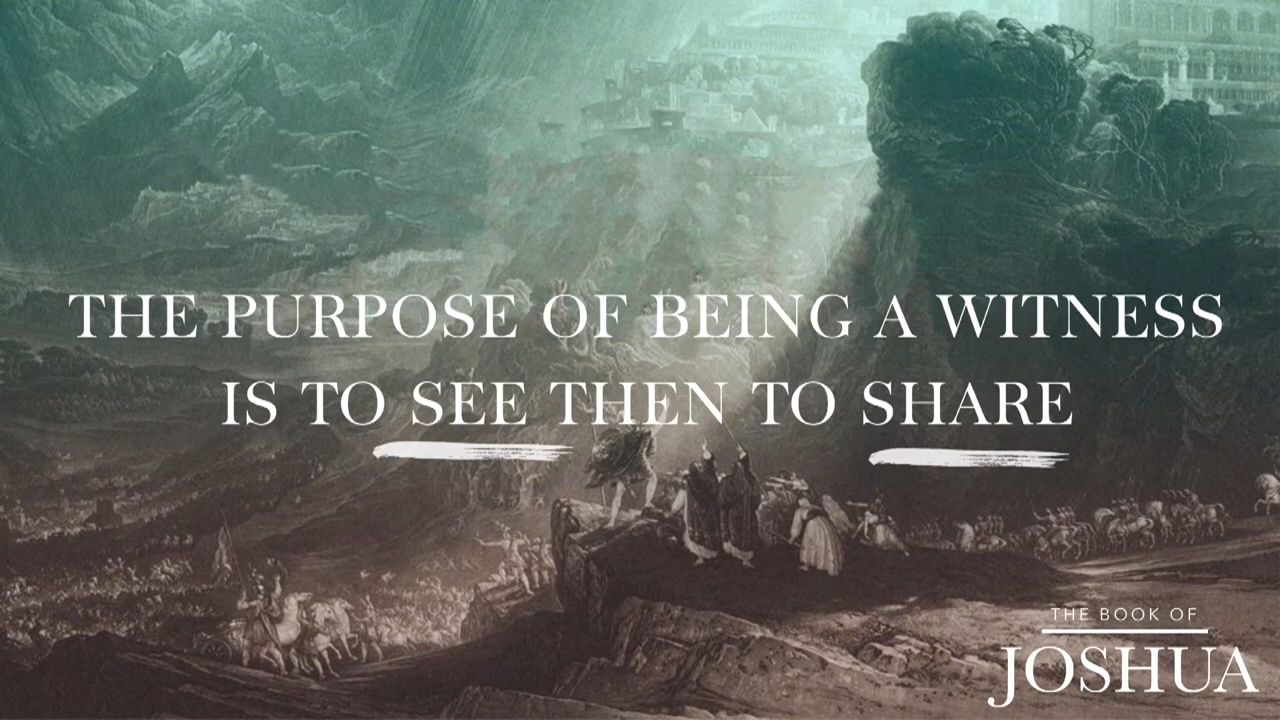 THE PURPOSE OF BEING A WITNESS
IS TO SEE THEN TO SHARE
THE BOOK OF
JOSHUA